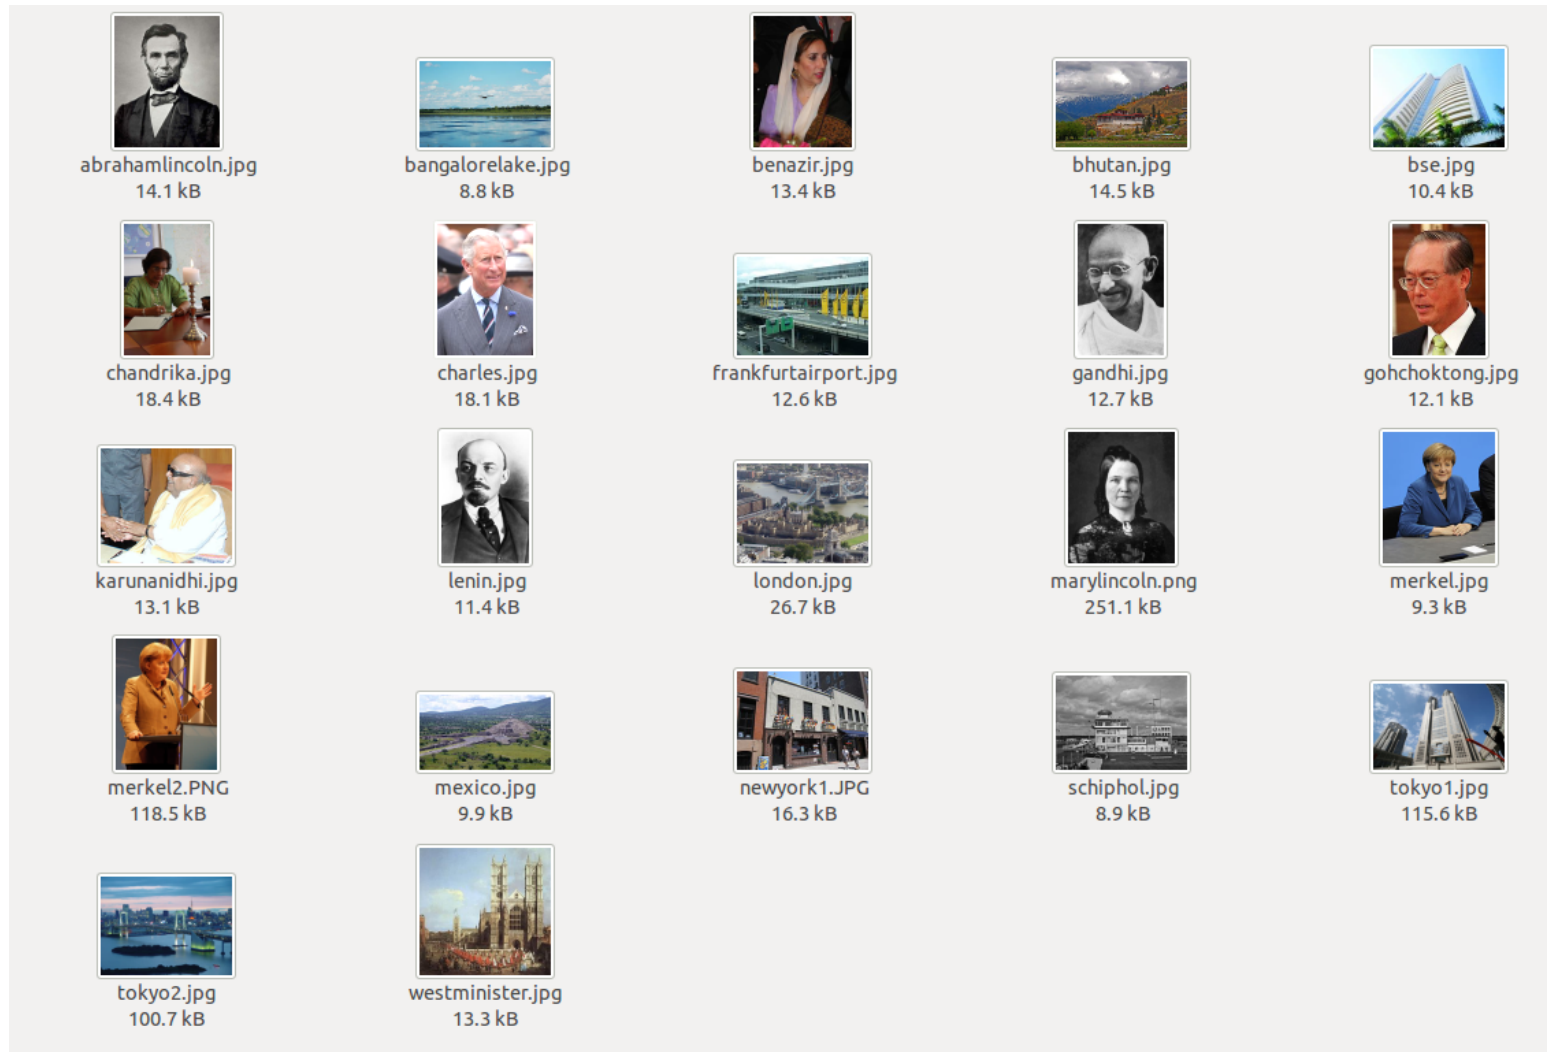 abrahamlincoln.jpg
14.1 kB
bangalorelake.jpg
8.8 kB
benazir.jpg
13.4 kB
bhutan.jpg
14.5 kB
bse.jpg
10.4 kB
chandrika.jpg
18.4 kB
charles.jpg
18.1 kB
frankfurtairport.jpg
12.6 kB
gandhi.jpg
12.7 kB
gohchoktong.jpg
12.1 kB
karunanidhi.jpg
13.1 kB
lenin.jpg
11.4 kB
london.jpg
26.7 kB
marylincoln.png
251.1 kB
merkel.jpg
9.3 kB
merkel2.PNG
118.5 kB
mexico.jpg
9.9 kB
newyork1.JPG
16.3 kB
schiphol.jpg
8.9 kB
tokyo1.jpg
115.6 kB
tokyo2.jpg
100.7 kB
westminister.jpg
13.3 kB